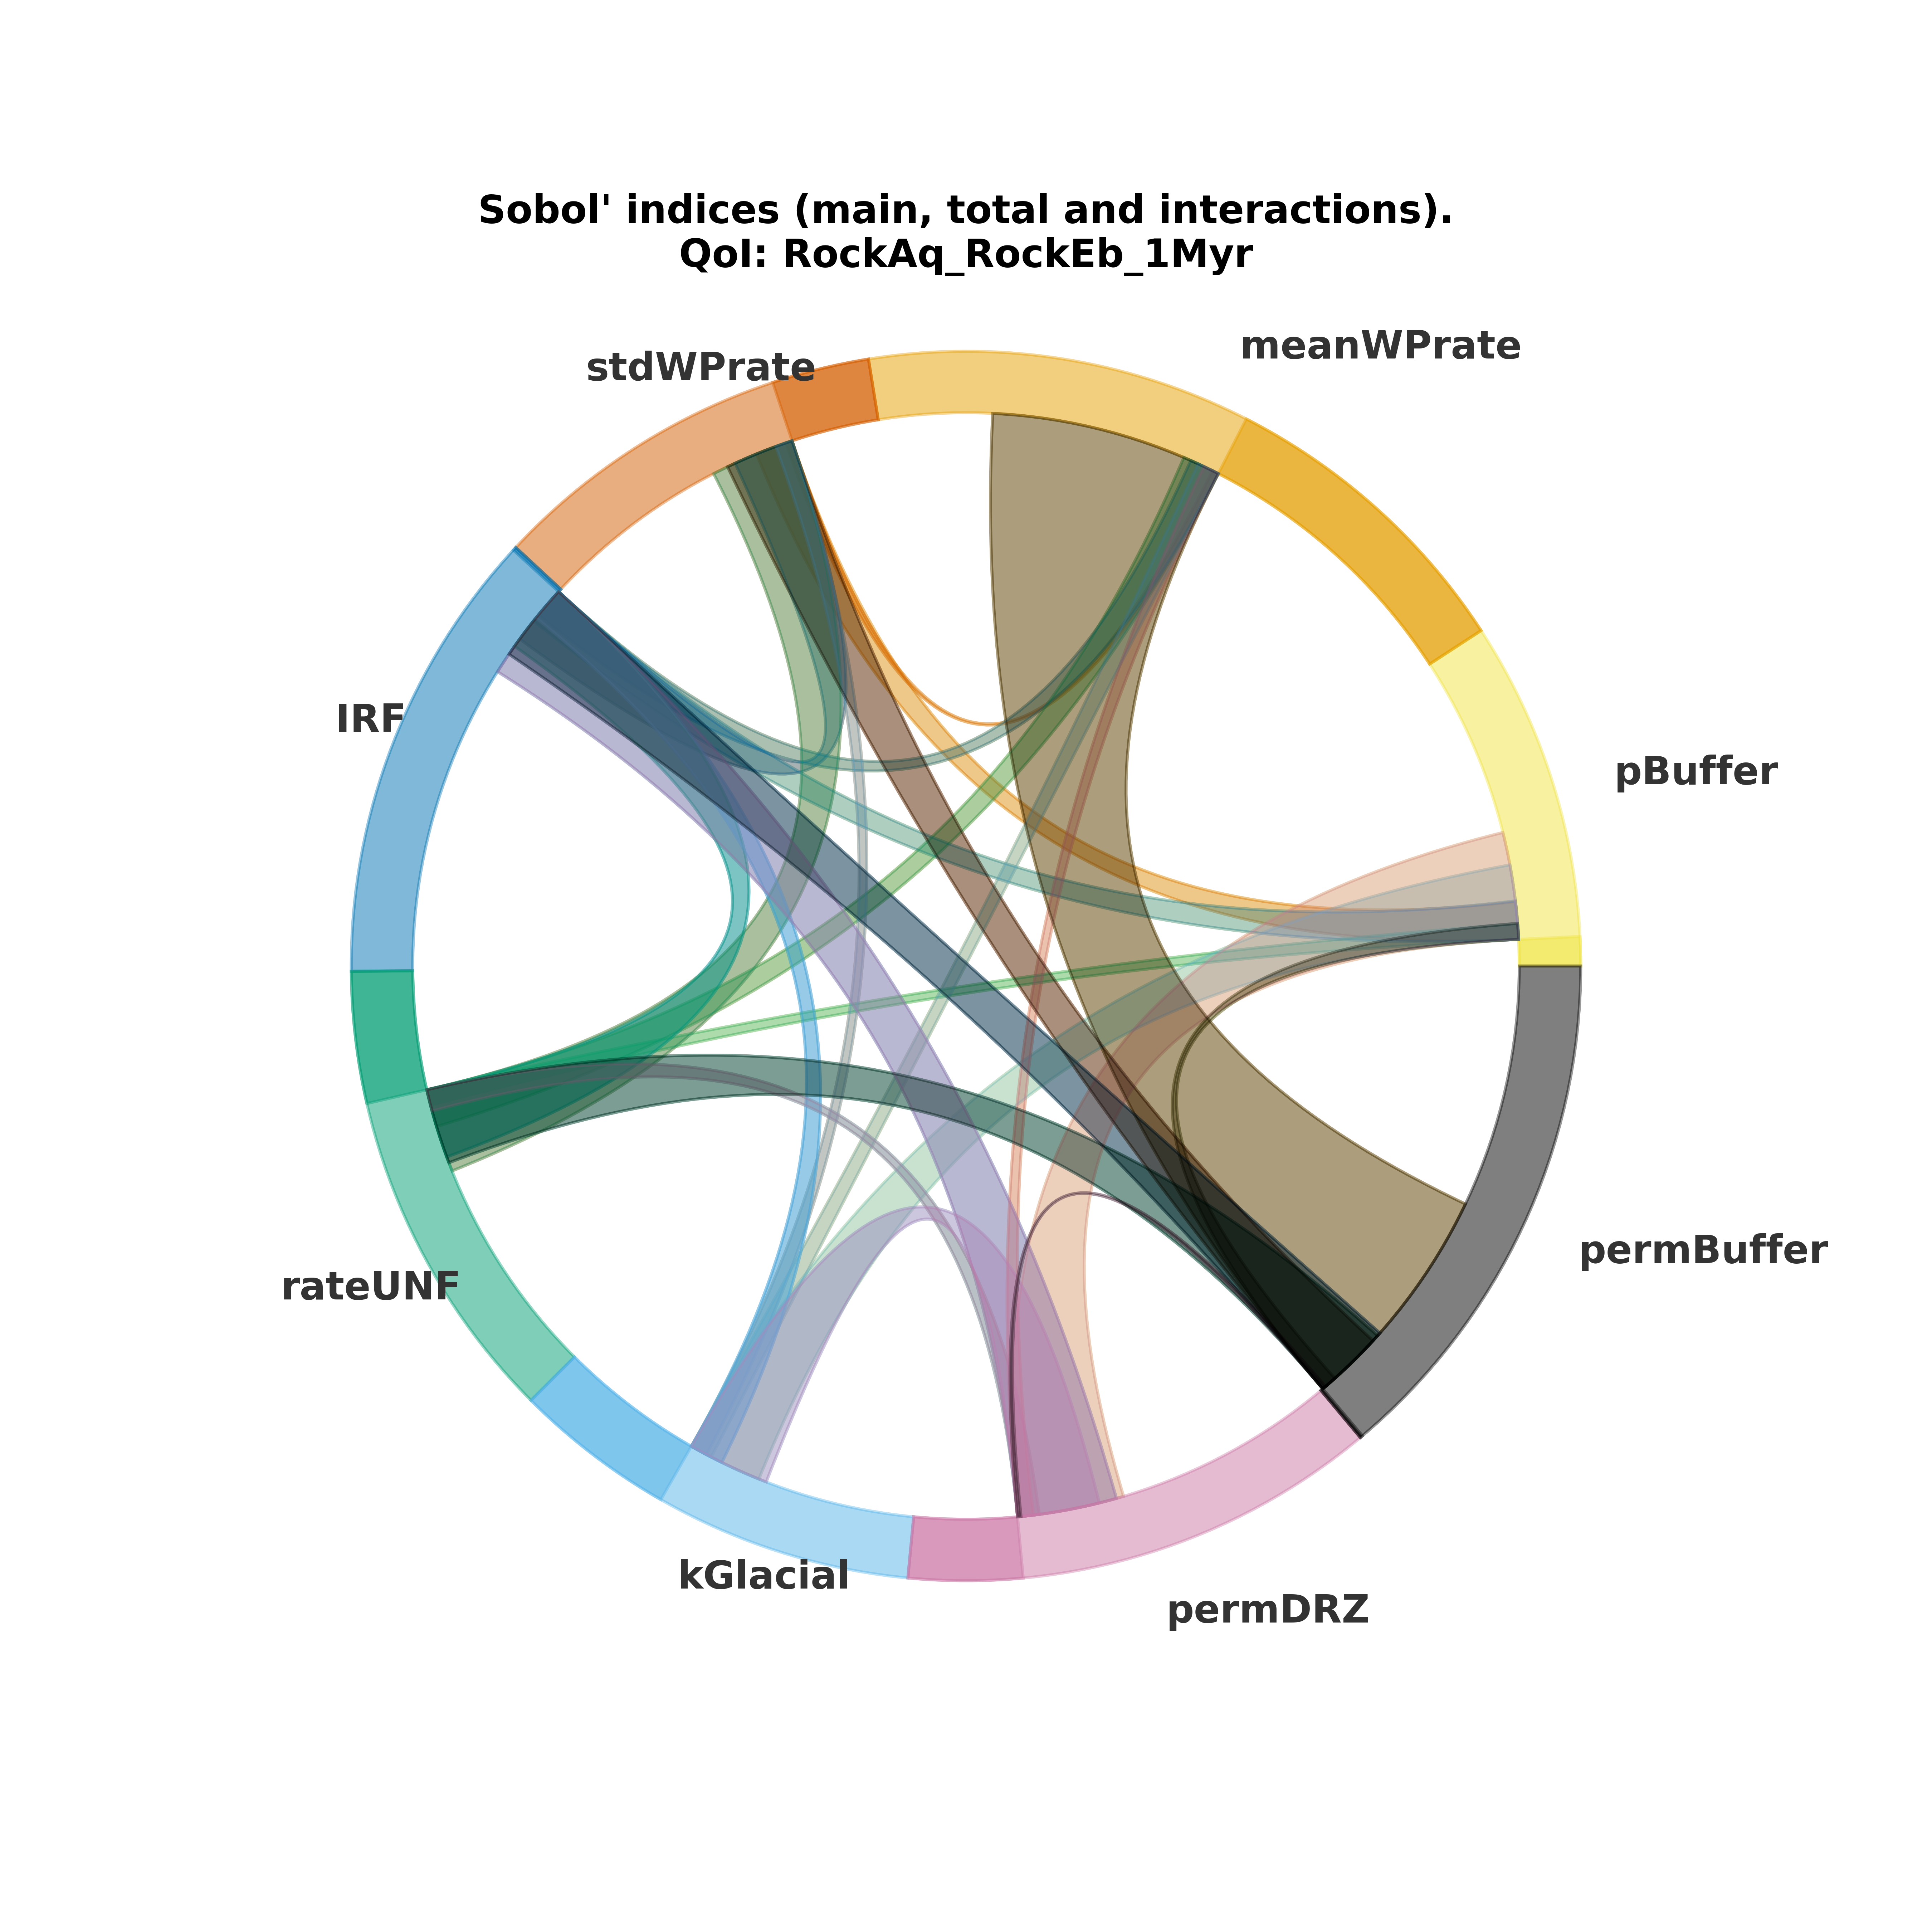 Sobol' indices (main, total and interactions).
QoI: RockAq_RockEb_1Myr
meanWPrate
stdWPrate
IRF
pBuffer
permBuffer
rateUNF
kGlacial
permDRZ